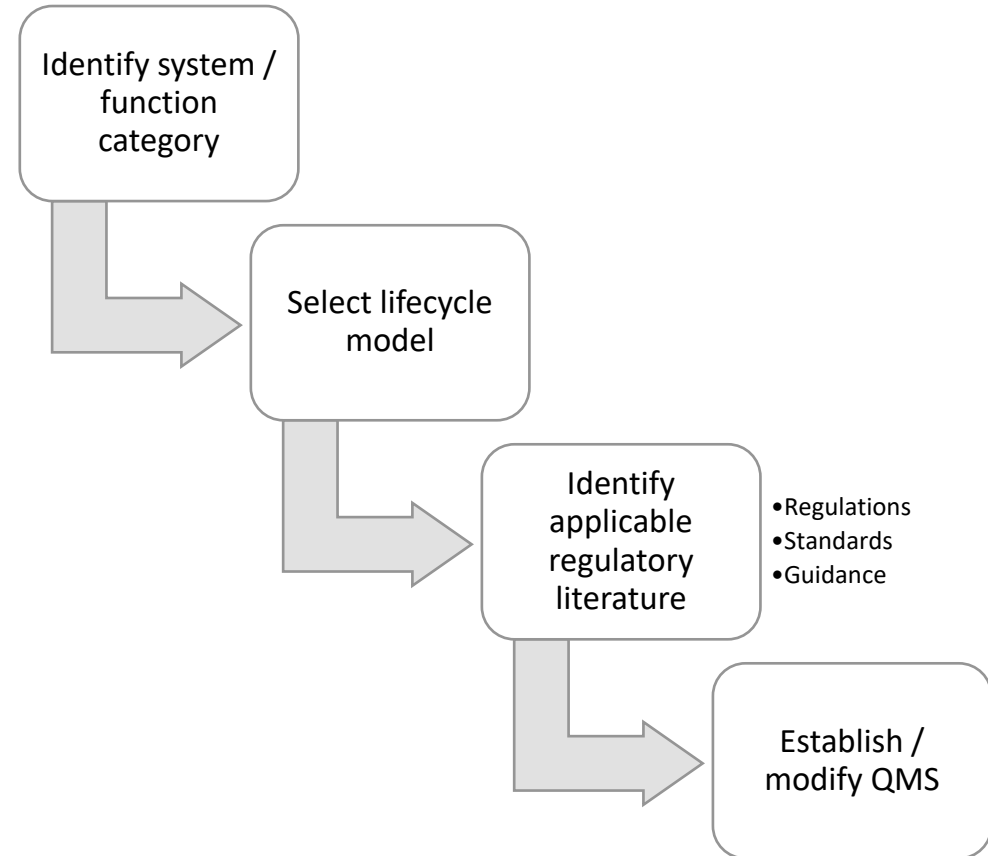 Identify system /
function
category
Select lifecycle
model
Identify
applicable
regulatory
literature
•Regulations
•Standards
•Guidance
Establish /
modify QMS